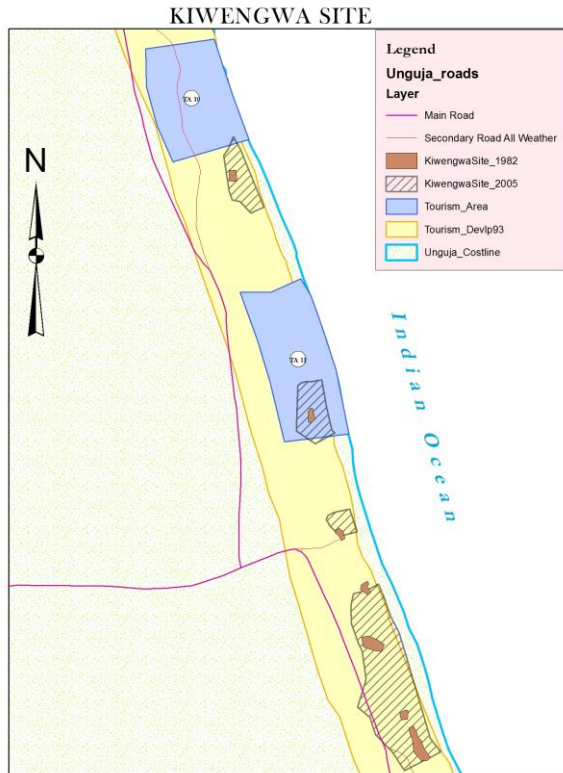 KIWENGWA SITE
Legend
Unguja_roads
Layer
Main Road
Secondary Road All Weather
KiwengwaSite_1982
KiwengwaSite_2005
Tourism_Area
Tourism_Devlp93
Unguja_Costline
TA 10
N
TA 11
Indian Ocean